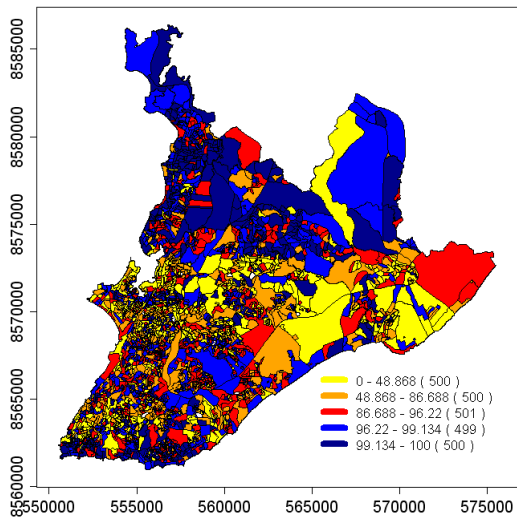 8585000
8580000
8575000
8570000
8565000
8560000
0 - 48.868 ( 500 )
48.868 - 86.688 ( 500 )
86.688 - 96.22 ( 501 )
96.22 - 99.134 ( 499 )
99.134 - 100 ( 500 )
550000 555000 560000 565000 570000 575000